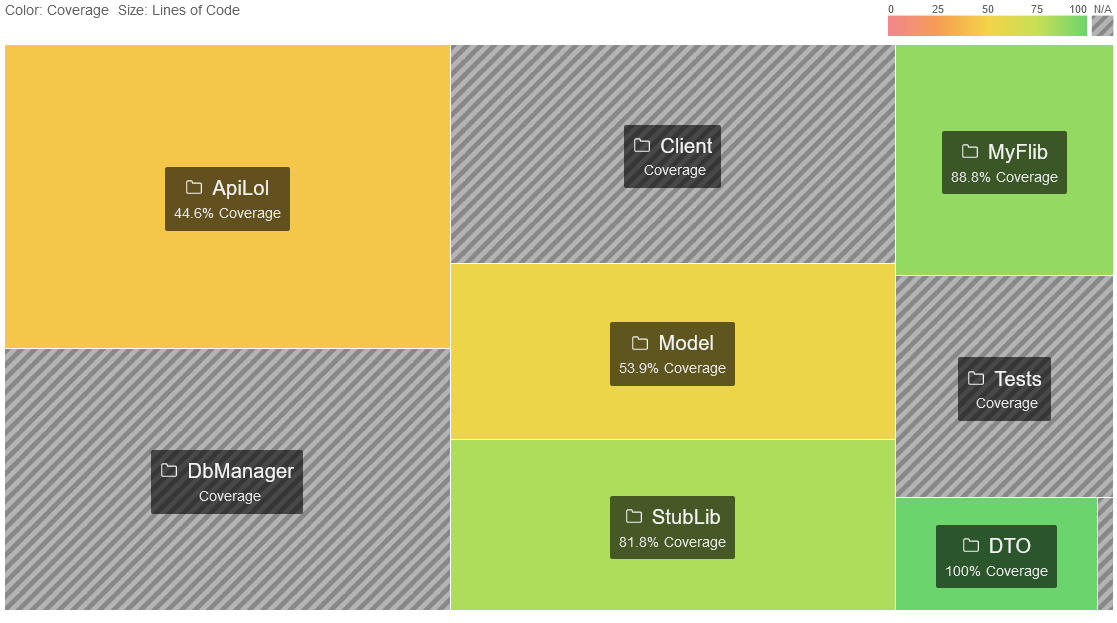 Color: Coverage Size: Lines of Code
0 25 50 75 100 N/A
ApiLol
44.6% Coverage
Client
Coverage
MyFlib
88.8% Coverage
Model
53.9% Coverage
Tests
Coverage
DbManager
Coverage
StubLib
81.8% Coverage
DTO
100% Coverage